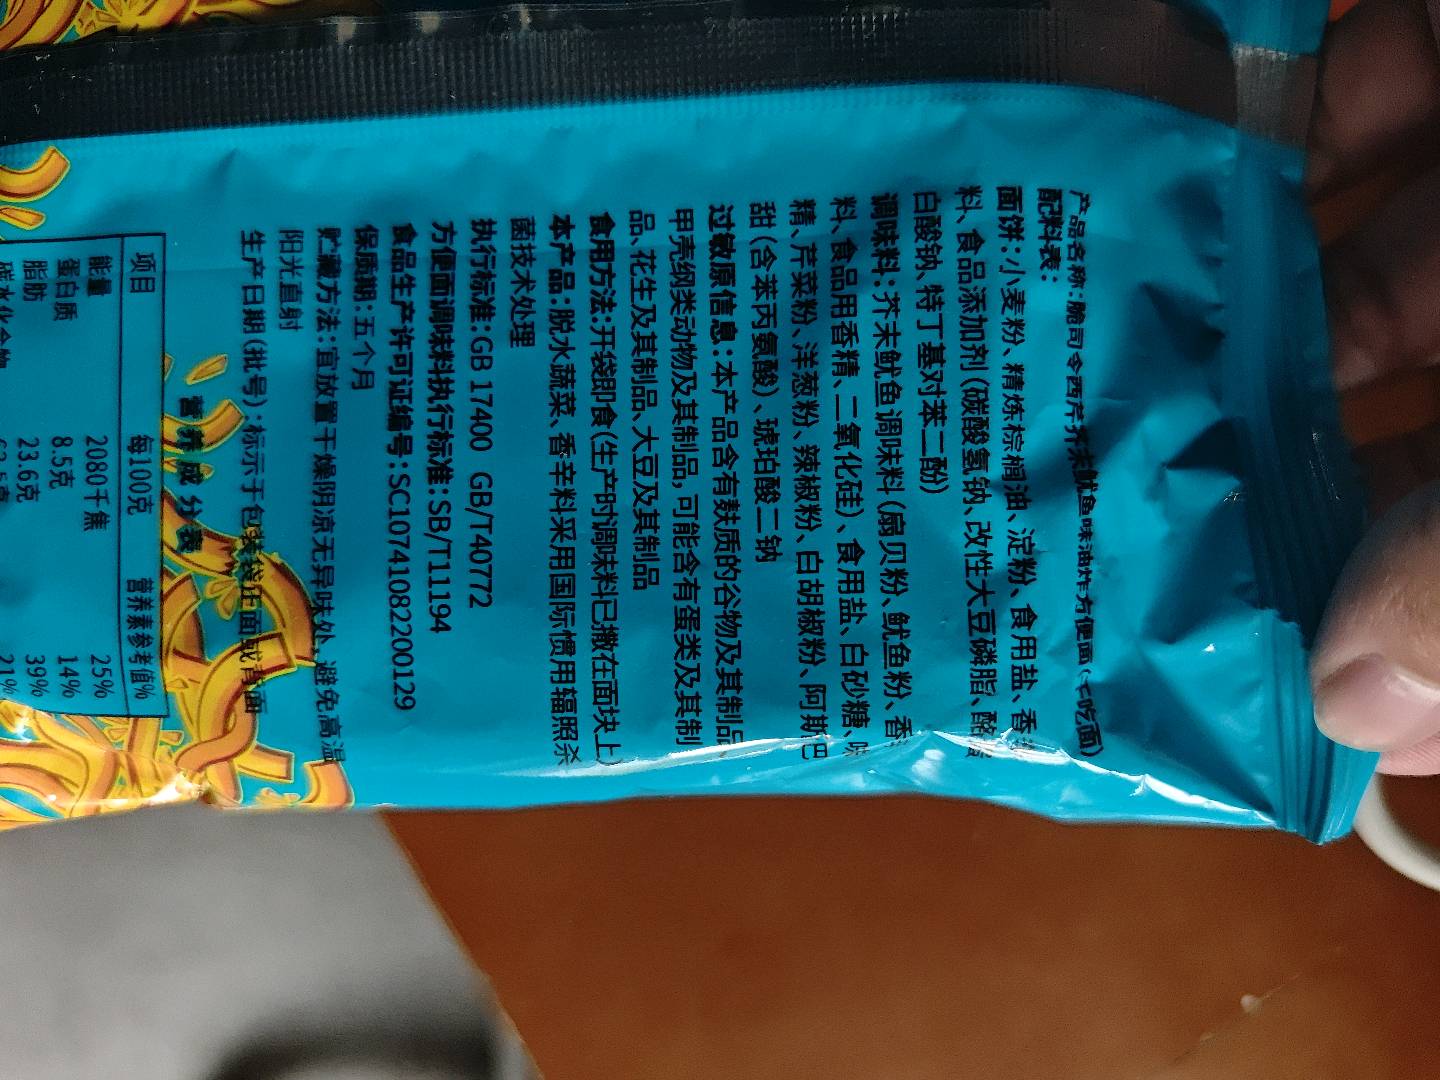 产品名称:脆司令西芹芥末鱿鱼味油炸方便面(干吃面)
配料表:
面饼:小麦粉、精炼棕榈油、淀粉、食用盐、香
料、食品添加剂(碳酸氢钠、改性大豆磷脂、酪蛋
白酸钠、特丁基对苯二酚)
调味料:芥末鱿鱼调味料(扇贝粉、鱿鱼粉、香
料、食品用香精、二氧化硅)、食用盐、白砂糖、味
精、芹菜粉、洋葱粉、辣椒粉、白胡椒粉、阿斯巴
甜(含苯丙氨酸)、琥珀酸二钠
过敏原信息:本产品含有麸质的谷物及其制品、
甲壳纲类动物及其制品,可能含有蛋类及其制
品、花生及其制品、大豆及其制品
食用方法:开袋即食(生产时调味料已撒在面块上)
本产品:脱水蔬菜、香辛料采用国际惯用辐照杀
菌技术处理
执行标准:GB 17400 GB/T40772
方便面调味料执行标准:SB/T11194
食品生产许可证编号:SC10741082200129
保质期:五个月
贮藏方法:宜放置干燥阴凉无异味处,避免高温
阳光直射
生产日期(批号):标示于包装袋正面或背面
营养成分表
项目 每100克 营养素参考值%
能量 2080千焦 25%
蛋白质 8.5克 14%
脂肪 23.6克 39%
碳水化合物 21%